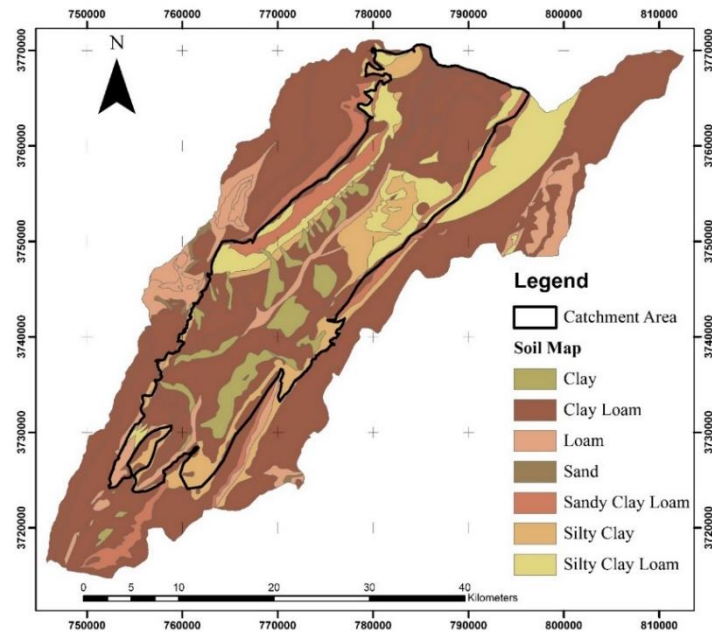 750000 760000 770000 780000 790000 800000 810000
N
3770000 3770000
3760000 3760000
3750000 3750000
3740000 3740000
3730000 3730000
3720000 3720000
Legend
Catchment Area
Soil Map
Clay
Clay Loam
Loam
Sand
Sandy Clay Loam
Silty Clay
Silty Clay Loam
0 5 10 20 30 40
Kilometers
750000 760000 770000 780000 790000 800000 810000